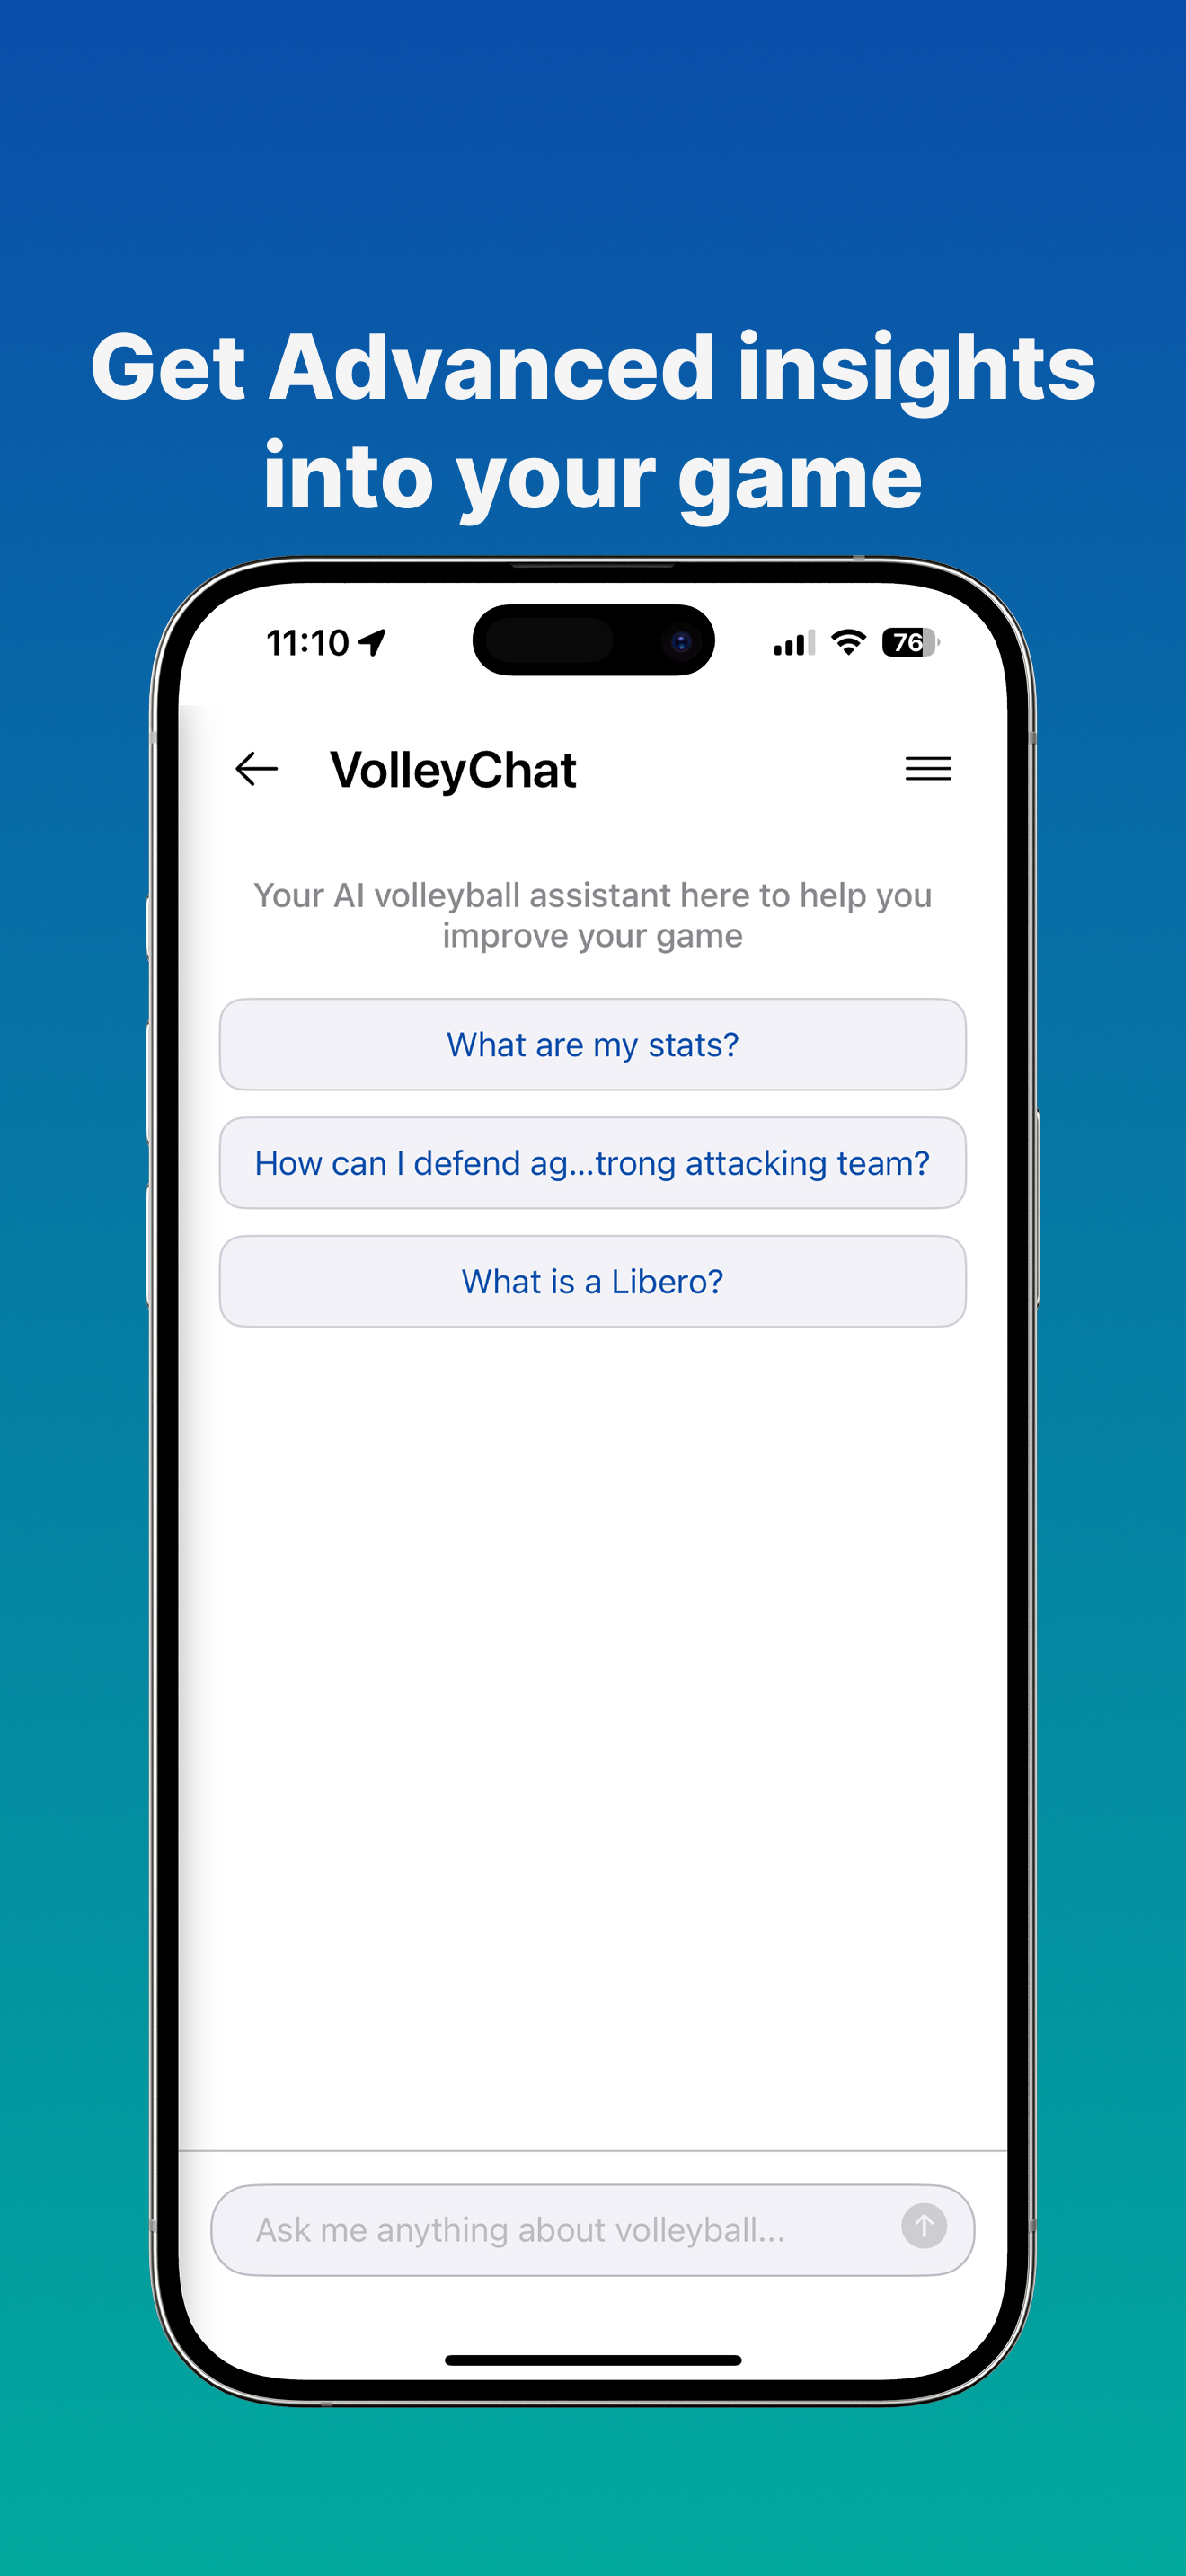 Get Advanced insights
into your game
11:10
76
VolleyChat
Your AI volleyball assistant here to help you
improve your game
What are my stats?
How can I defend ag...trong attacking team?
What is a Libero?
Ask me anything about volleyball...